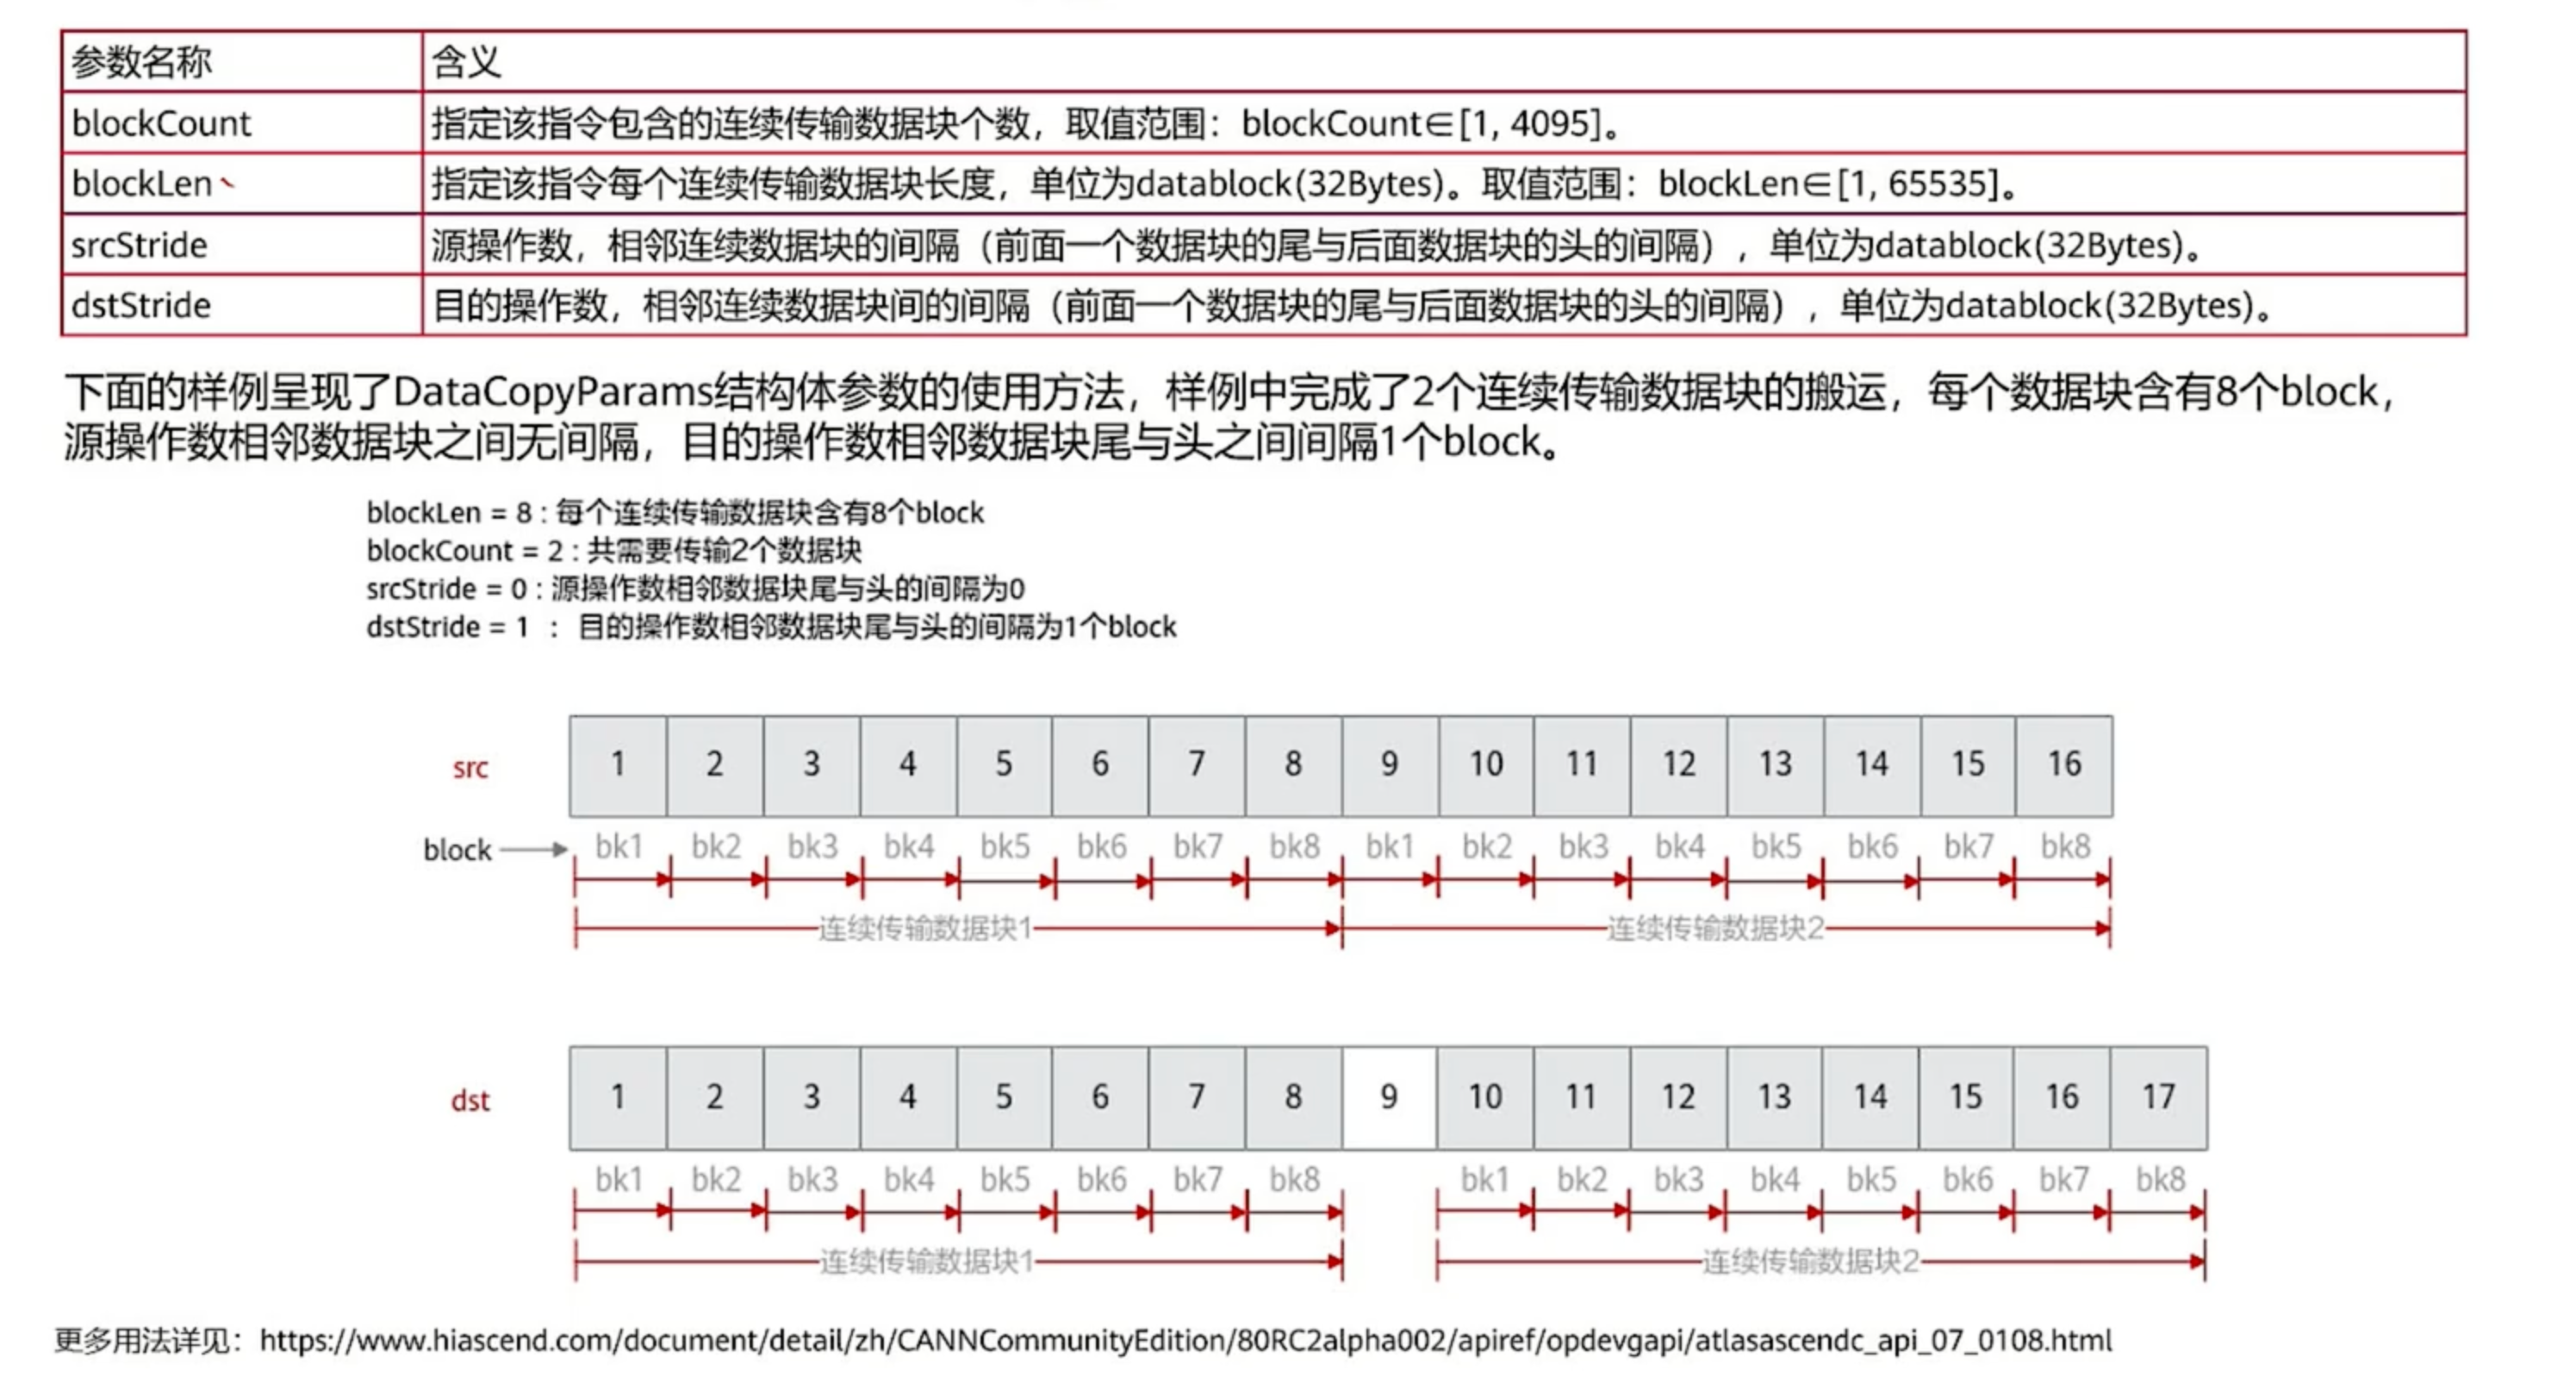 参数名称 含义
blockCount 指定该指令包含的连续传输数据块个数，取值范围：blockCount∈[1, 4095]。
blockLen 指定该指令每个连续传输数据块长度，单位为datablock(32Bytes)。取值范围：blockLen∈[1, 65535]。
srcStride 源操作数，相邻连续数据块的间隔（前面一个数据块的尾与后面数据块的头的间隔），单位为datablock(32Bytes)。
dstStride 目的操作数，相邻连续数据块间的间隔（前面一个数据块的尾与后面数据块的头的间隔），单位为datablock(32Bytes)。
下面的样例呈现了DataCopyParams结构体参数的使用方法，样例中完成了2个连续传输数据块的搬运，每个数据块含有8个block，
源操作数相邻数据块之间无间隔，目的操作数相邻数据块尾与头之间间隔1个block。
blockLen = 8 : 每个连续传输数据块含有8个block
blockCount = 2 : 共需要传输2个数据块
srcStride = 0 : 源操作数相邻数据块尾与头的间隔为0
dstStride = 1 ： 目的操作数相邻数据块尾与头的间隔为1个block
src 1 2 3 4 5 6 7 8 9 10 11 12 13 14 15 16
block bk1 bk2 bk3 bk4 bk5 bk6 bk7 bk8 bk1 bk2 bk3 bk4 bk5 bk6 bk7 bk8
连续传输数据块1 连续传输数据块2
dst 1 2 3 4 5 6 7 8 9 10 11 12 13 14 15 16 17
bk1 bk2 bk3 bk4 bk5 bk6 bk7 bk8 bk1 bk2 bk3 bk4 bk5 bk6 bk7 bk8
连续传输数据块1 连续传输数据块2
更多用法详见：https://www.hiascend.com/document/detail/zh/CANNCommunityEdition/80RC2alpha002/apiref/opdevgapi/atlasascendc_api_07_0108.html